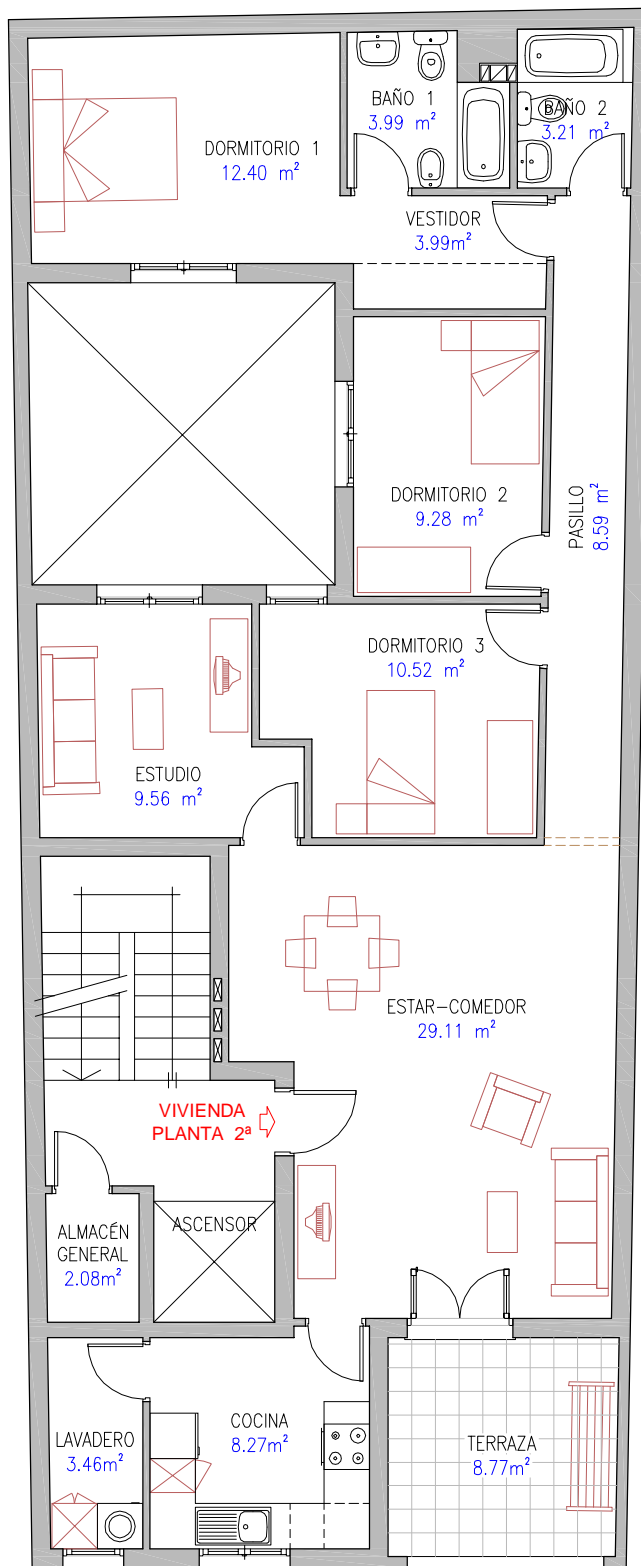 BAÑO 1
3.99 m²
BAÑO 2
3.21 m²
DORMITORIO 1
12.40 m²
VESTIDOR
3.99m²
DORMITORIO 2
9.28 m²
PASILLO
8.59 m²
DORMITORIO 3
10.52 m²
ESTUDIO
9.56 m²
ESTAR-COMEDOR
29.11 m²
VIVIENDA
PLANTA 2ª
ALMACÉN
GENERAL
2.08m²
ASCENSOR
LAVADERO
3.46m²
COCINA
8.27m²
TERRAZA
8.77m²